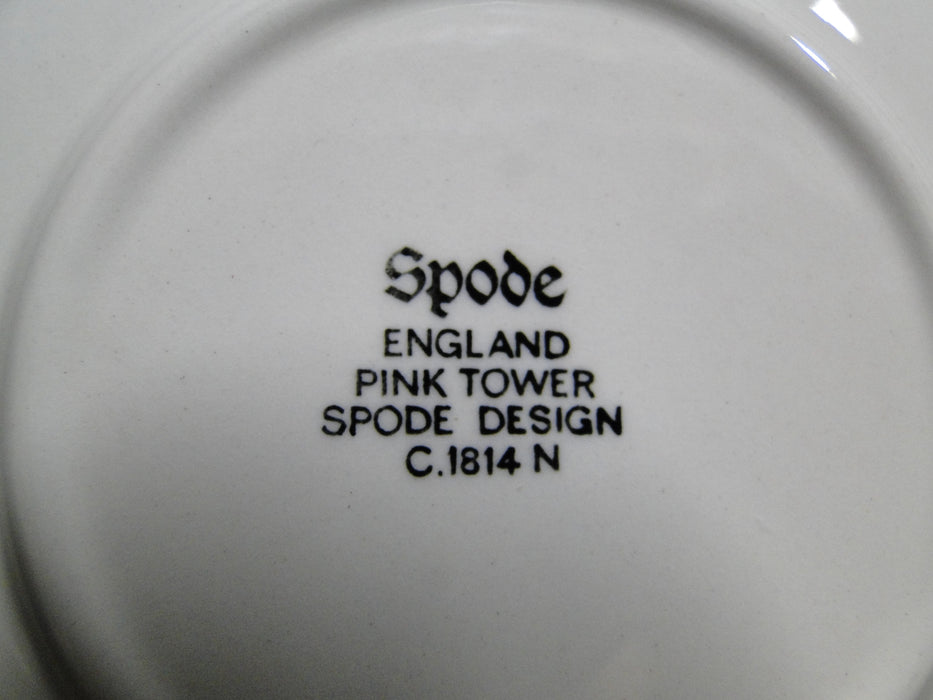 Spode
ENGLAND
PINK TOWER
SPODE DESIGN
C.1814 N